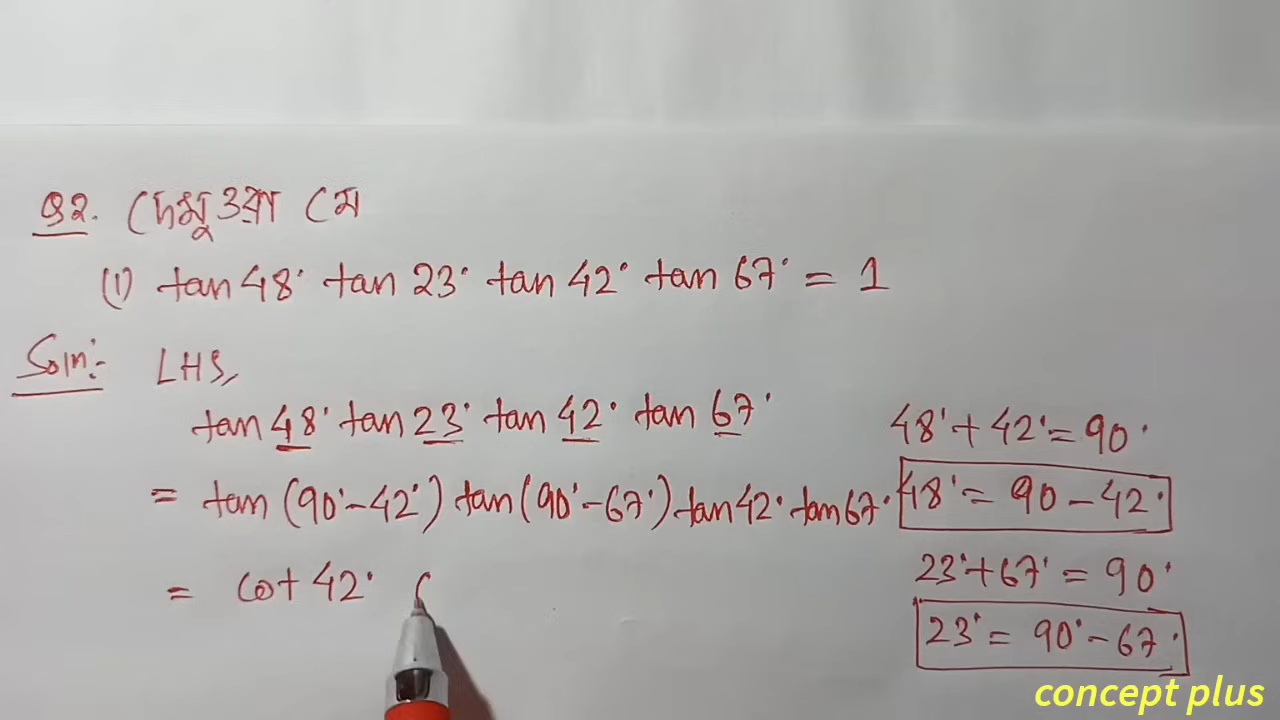 Q2. দেখুওৱা যে
(1) tan 48° tan 23° tan 42° tan 67° = 1
Soln:- LHS,
tan 48° tan 23° tan 42° tan 67°
= tan (90° - 42°) tan (90° - 67°) tan 42° tan 67°
= cot 42° c
48° + 42° = 90°
48° = 90 - 42°
23° + 67° = 90°
23° = 90° - 67°
concept plus